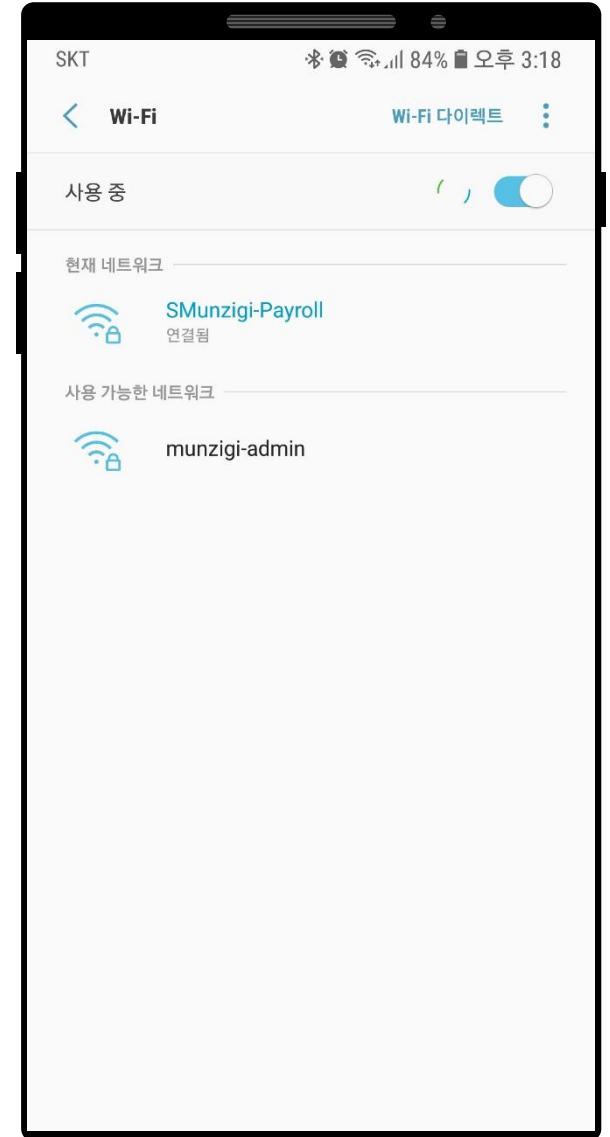 SKT 84% 오후 3:18
Wi-Fi Wi-Fi 다이렉트
사용 중
현재 네트워크
SMunzigi-Payroll
연결됨
사용 가능한 네트워크
munzigi-admin